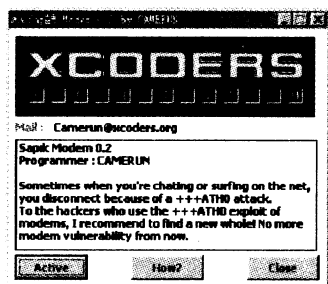 by CAMERUN
XCODERS
Mail : Camerun@xcoders.org
Sapik Modem 0.2
Programmer : CAMERUN
Sometimes when you're chating or surfing on the net,
you disconnect because of a +++ATH0 attack.
To the hackers who use the +++ATH0 exploit of
modems, I recommend to find a new whole! No more
modem vulnerability from now.
Active How? Close